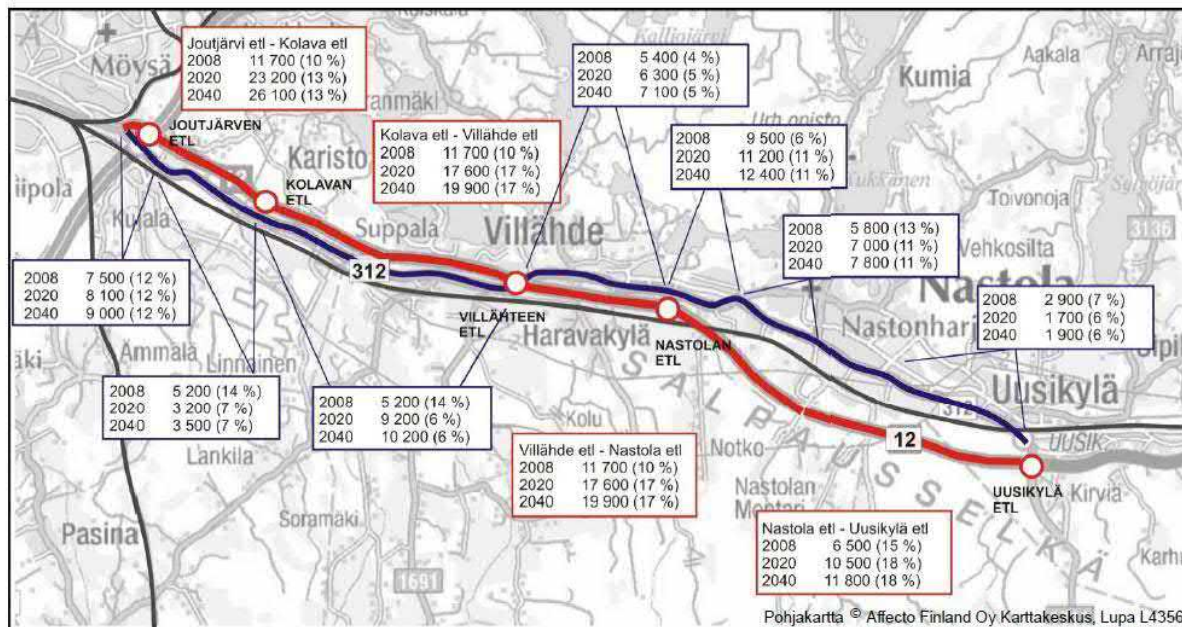 Joutjärvi etl - Kolava etl
2008 11 700 (10 %)
2020 23 200 (13 %)
2040 26 100 (13 %)
Möysä
JOUTJÄRVEN
ETL
Karisto
KOLAVAN
ETL
Kolava etl - Villähde etl
2008 11 700 (10 %)
2020 17 600 (17 %)
2040 19 900 (17 %)
2008 5 400 (4 %)
2020 6 300 (5 %)
2040 7 100 (5 %)
Kalliojärvi
Kumia
Aakala
2008 9 500 (6 %)
2020 11 200 (11 %)
2040 12 400 (11 %)
Toivonoja
3136
Kujala
Suppala
Villähde
312
2008 5 800 (13 %)
2020 7 000 (11 %)
2040 7 800 (11 %)
Vehkosilta
Nastola
2008 7 500 (12 %)
2020 8 100 (12 %)
2040 9 000 (12 %)
VILLÄHTEEN
ETL
Haravakylä
NASTOLAN
ETL
Nastonharj
2008 2 900 (7 %)
2020 1 700 (6 %)
2040 1 900 (6 %)
Ämmälä
Linnainen
Uusikylä
312
2008 5 200 (14 %)
2020 3 200 (7 %)
2040 3 500 (7 %)
2008 5 200 (14 %)
2020 9 200 (6 %)
2040 10 200 (6 %)
Kolu
SALPAUSSELKÄ
Notko
12
UUSIK
Lankila
Villähde etl - Nastola etl
2008 11 700 (10 %)
2020 17 600 (17 %)
2040 19 900 (17 %)
Nastolan
UUSIKYLÄ
ETL
Kirviä
Soramäki
Pasina
1691
Nastola etl - Uusikylä etl
2008 6 500 (15 %)
2020 10 500 (18 %)
2040 11 800 (18 %)
Karhu
Pohjakartta © Affecto Finland Oy Karttakeskus, Lupa L4356